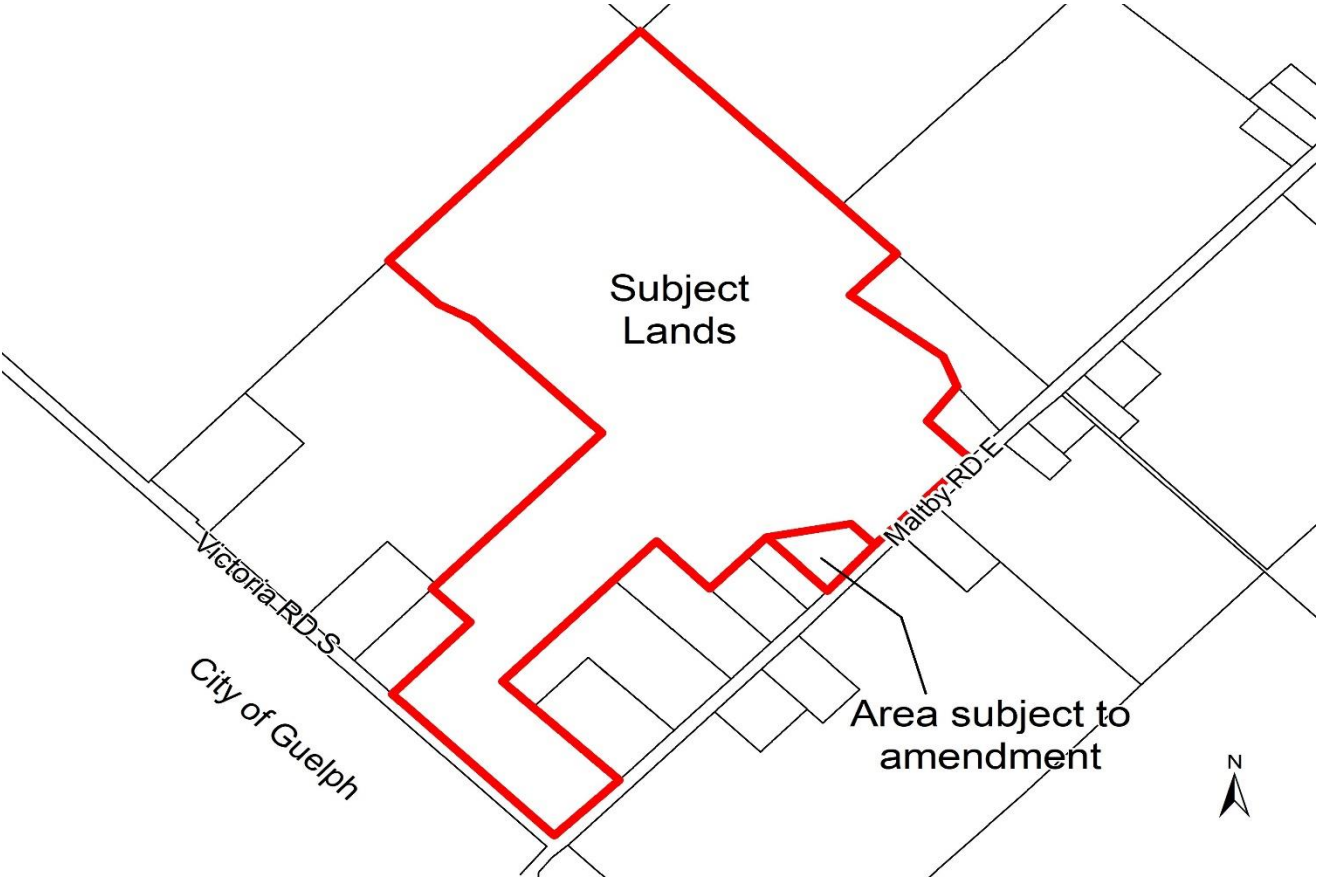 Subject
Lands
Maltby RD E
Victoria RD S
City of Guelph
Area subject to
amendment
N